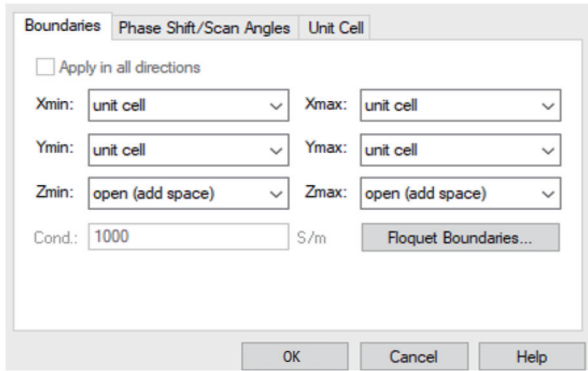 Boundaries Phase Shift/Scan Angles Unit Cell
Apply in all directions
Xmin: unit cell Xmax: unit cell
Ymin: unit cell Ymax: unit cell
Zmin: open (add space) Zmax: open (add space)
Cond.: 1000 S/m Floquet Boundaries...
OK Cancel Help